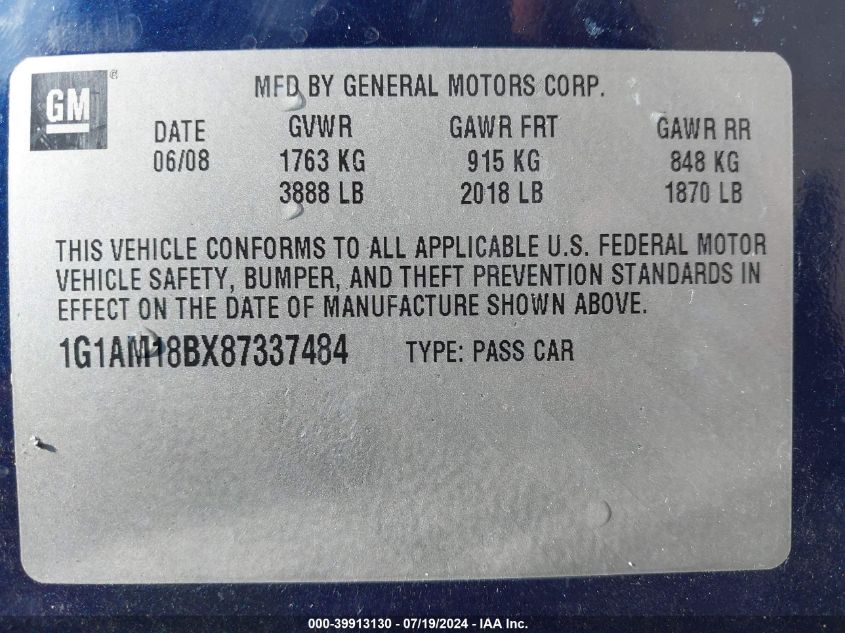 GM®
MFD BY GENERAL MOTORS CORP.
DATE GVWR GAWR FRT GAWR RR
06/08 1763 KG 915 KG 848 KG
3888 LB 2018 LB 1870 LB
THIS VEHICLE CONFORMS TO ALL APPLICABLE U.S. FEDERAL MOTOR
VEHICLE SAFETY, BUMPER, AND THEFT PREVENTION STANDARDS IN
EFFECT ON THE DATE OF MANUFACTURE SHOWN ABOVE.
1G1AM18BX87337484 TYPE: PASS CAR
000-39913130 - 07/19/2024 - IAA Inc.